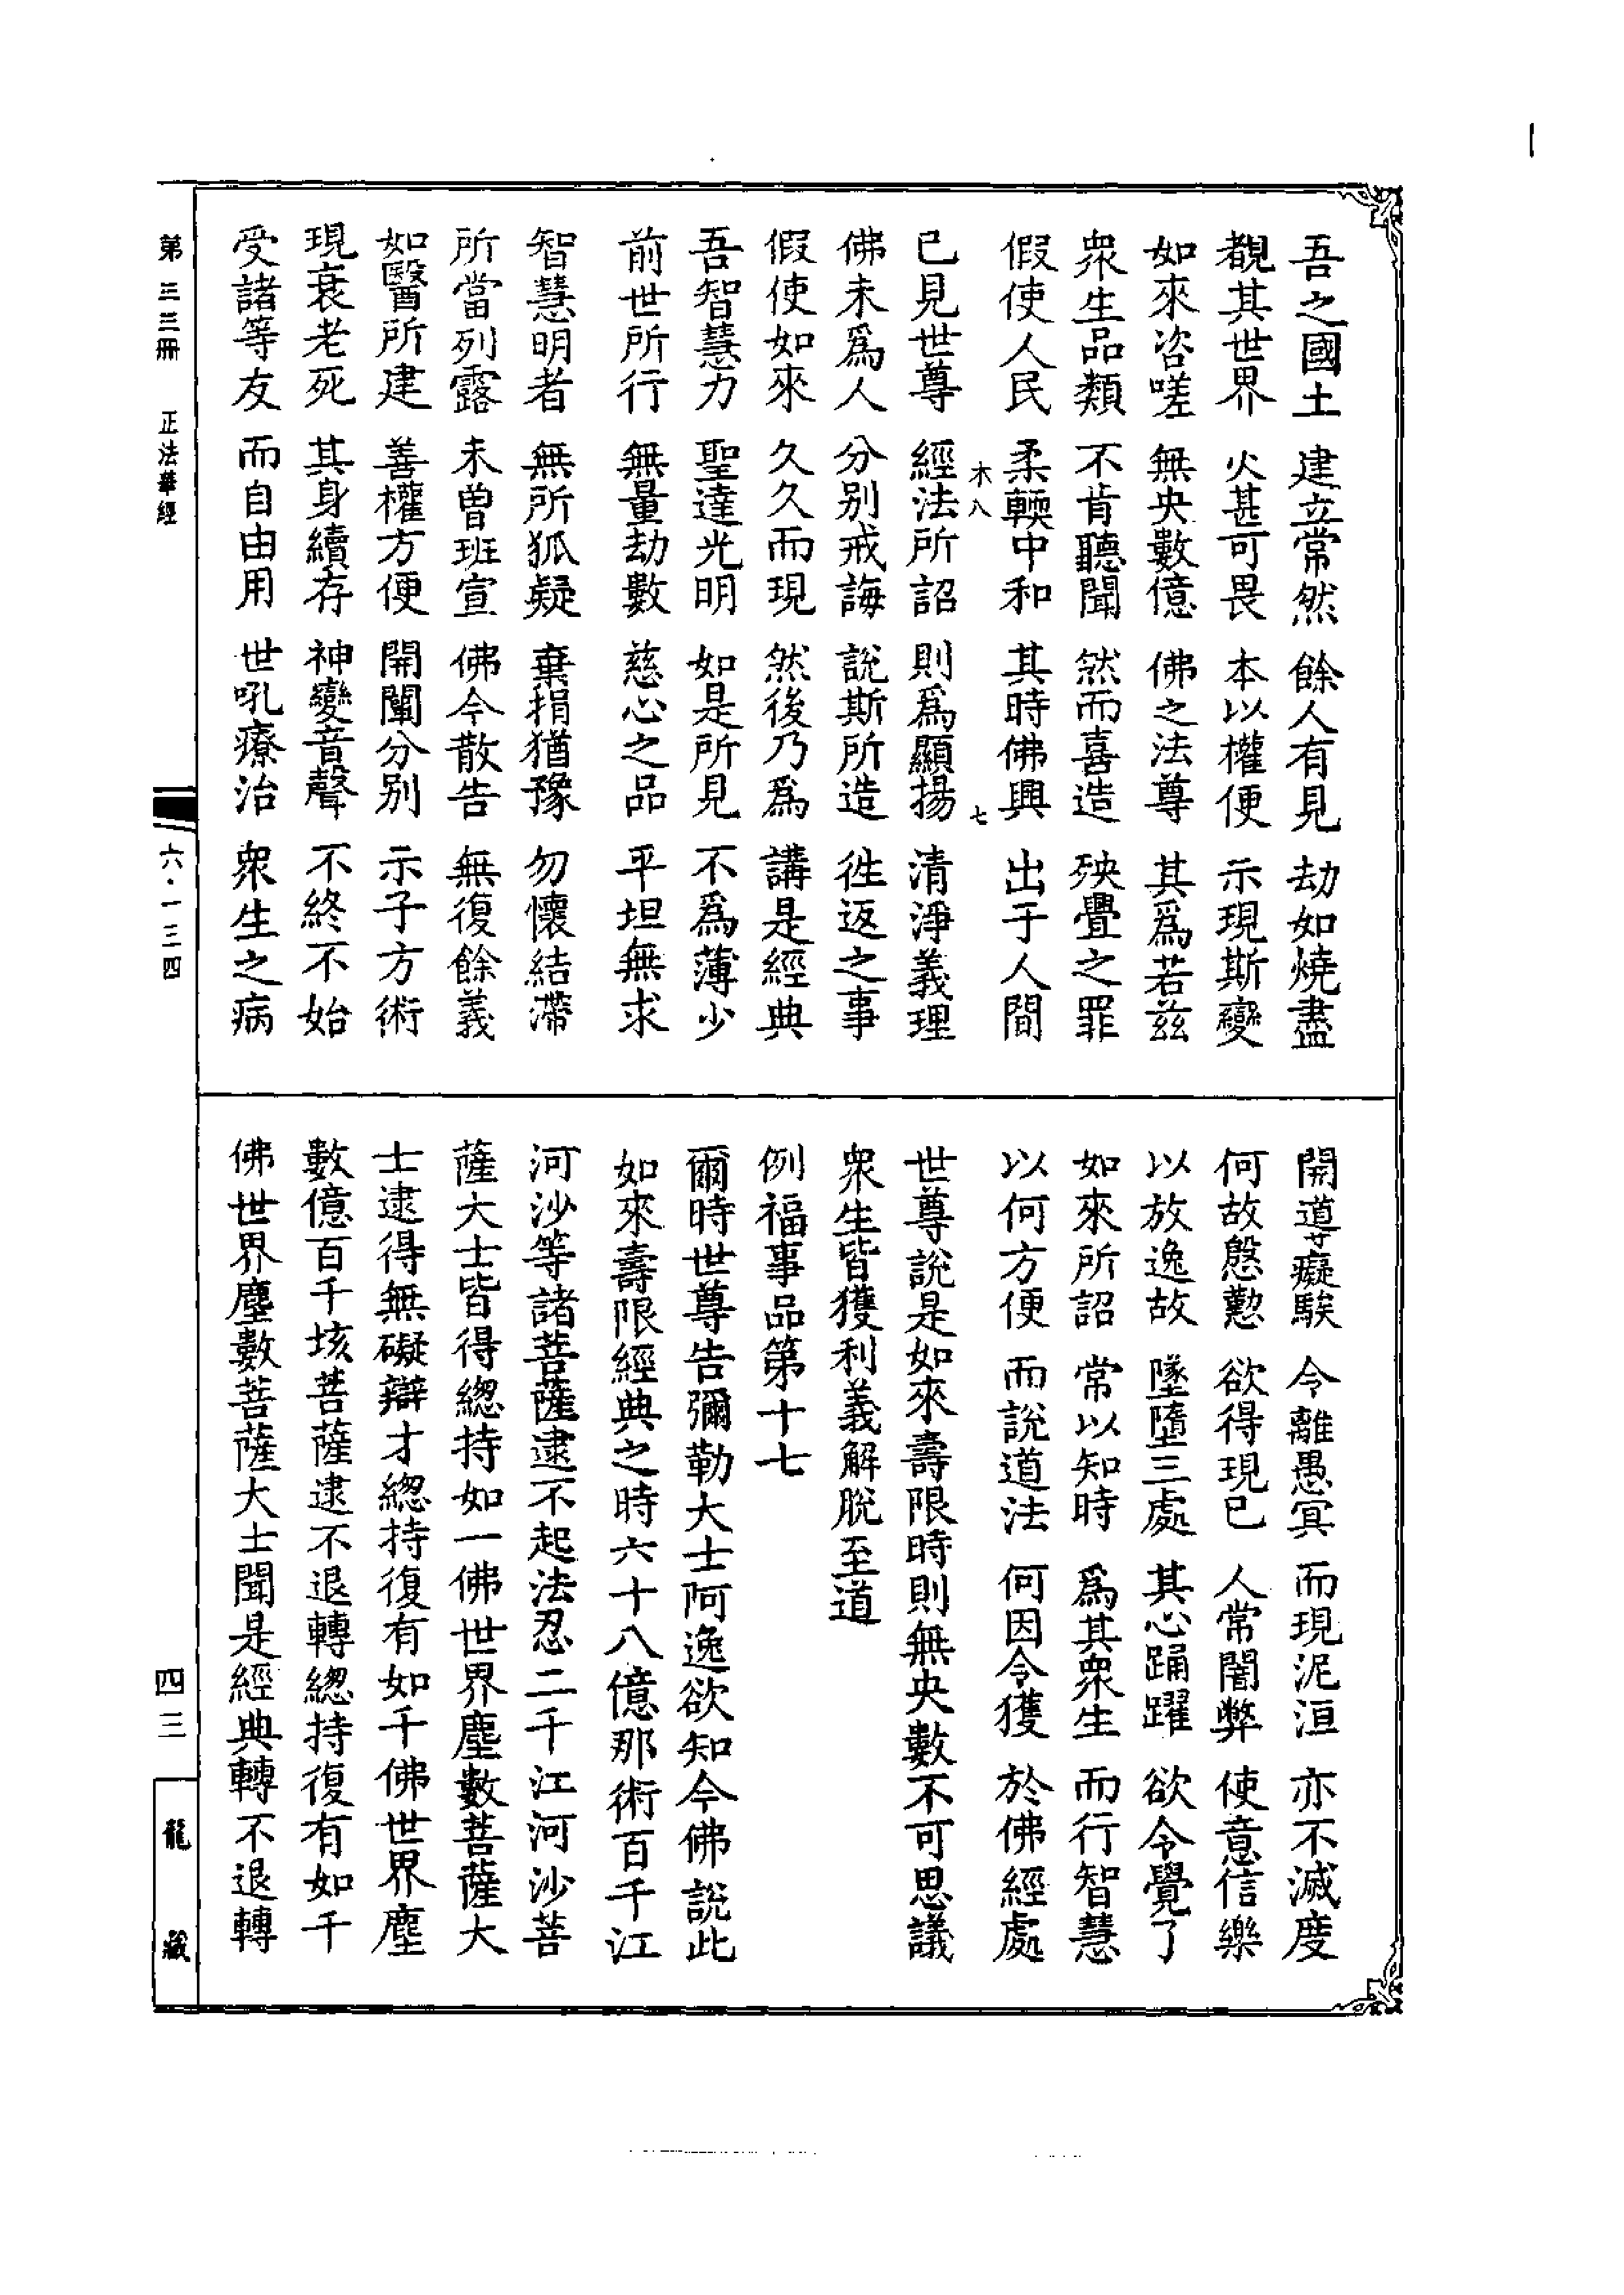 吾之國土　建立常然　餘人有見　劫如燒盡
覩其世界　火甚可畏　本以權便　示現斯變
如來咨嗟　無央數億　佛之法尊　其爲若茲
衆生品類　不肯聽聞　然而喜造　殃舋之罪
假使人民　柔輭中和　其時佛興　出于人間
木八　七
已見世尊　經法所詔　則爲顯揚　清淨義理
佛未爲人　分别戒誨　說斯所造　徃返之事
假使如來　久久而現　然後乃爲　講是經典
吾智慧力　聖達光明　如是所見　不爲薄少
前世所行　無量劫數　慈心之品　平坦無求
智慧明者　無所狐疑　棄捐猶豫　勿懷結滯
所當列露　未曾班宣　佛今散告　無復餘義
如醫所建　善權方便　開闡分别　示子方術
現衰老死　其身續存　神變音聲　不終不始
受諸等友　而自由用　世吼療治　衆生之病
開導癡騃　令離愚冥　而現泥洹　亦不滅度
何故慇懃　欲得現已　人常闇弊　使意信樂
以放逸故　墜墮三處　其心踊躍　欲令覺了
如來所詔　常以知時　爲其衆生　而行智慧
以何方便　而說道法　何因令獲　於佛經處
世尊說是如來壽限時則無央數不可思議
衆生皆獲利義解脫至道
例福事品第十七
爾時世尊告彌勒大士阿逸欲知今佛說此
如來壽限經典之時六十八億那術百千江
河沙等諸菩薩逮不起法忍二千江河沙菩
薩大士皆得總持如一佛世界塵數菩薩大
士逮得無礙辯才總持復有如千佛世界塵
數億百千垓菩薩逮不退轉總持復有如千
佛世界塵數菩薩大士聞是經典轉不退轉
第三三冊　正法華經　六·一三四　四三　龍藏